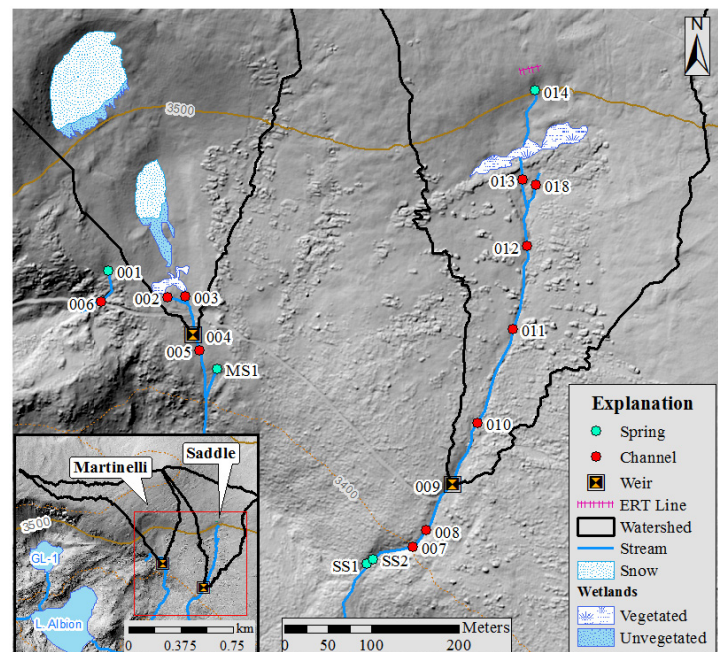 N
3500
014
013
018
012
001
002
003
006
004
005
MS1
011
010
3400
009
008
007
SS1
SS2
Explanation
Spring
Channel
Weir
ERT Line
Watershed
Stream
Snow
Wetlands
Vegetated
Unvegetated
Martinelli
Saddle
3500
GL-1
L. Albion
km
0 0.375 0.75
Meters
0 100 200